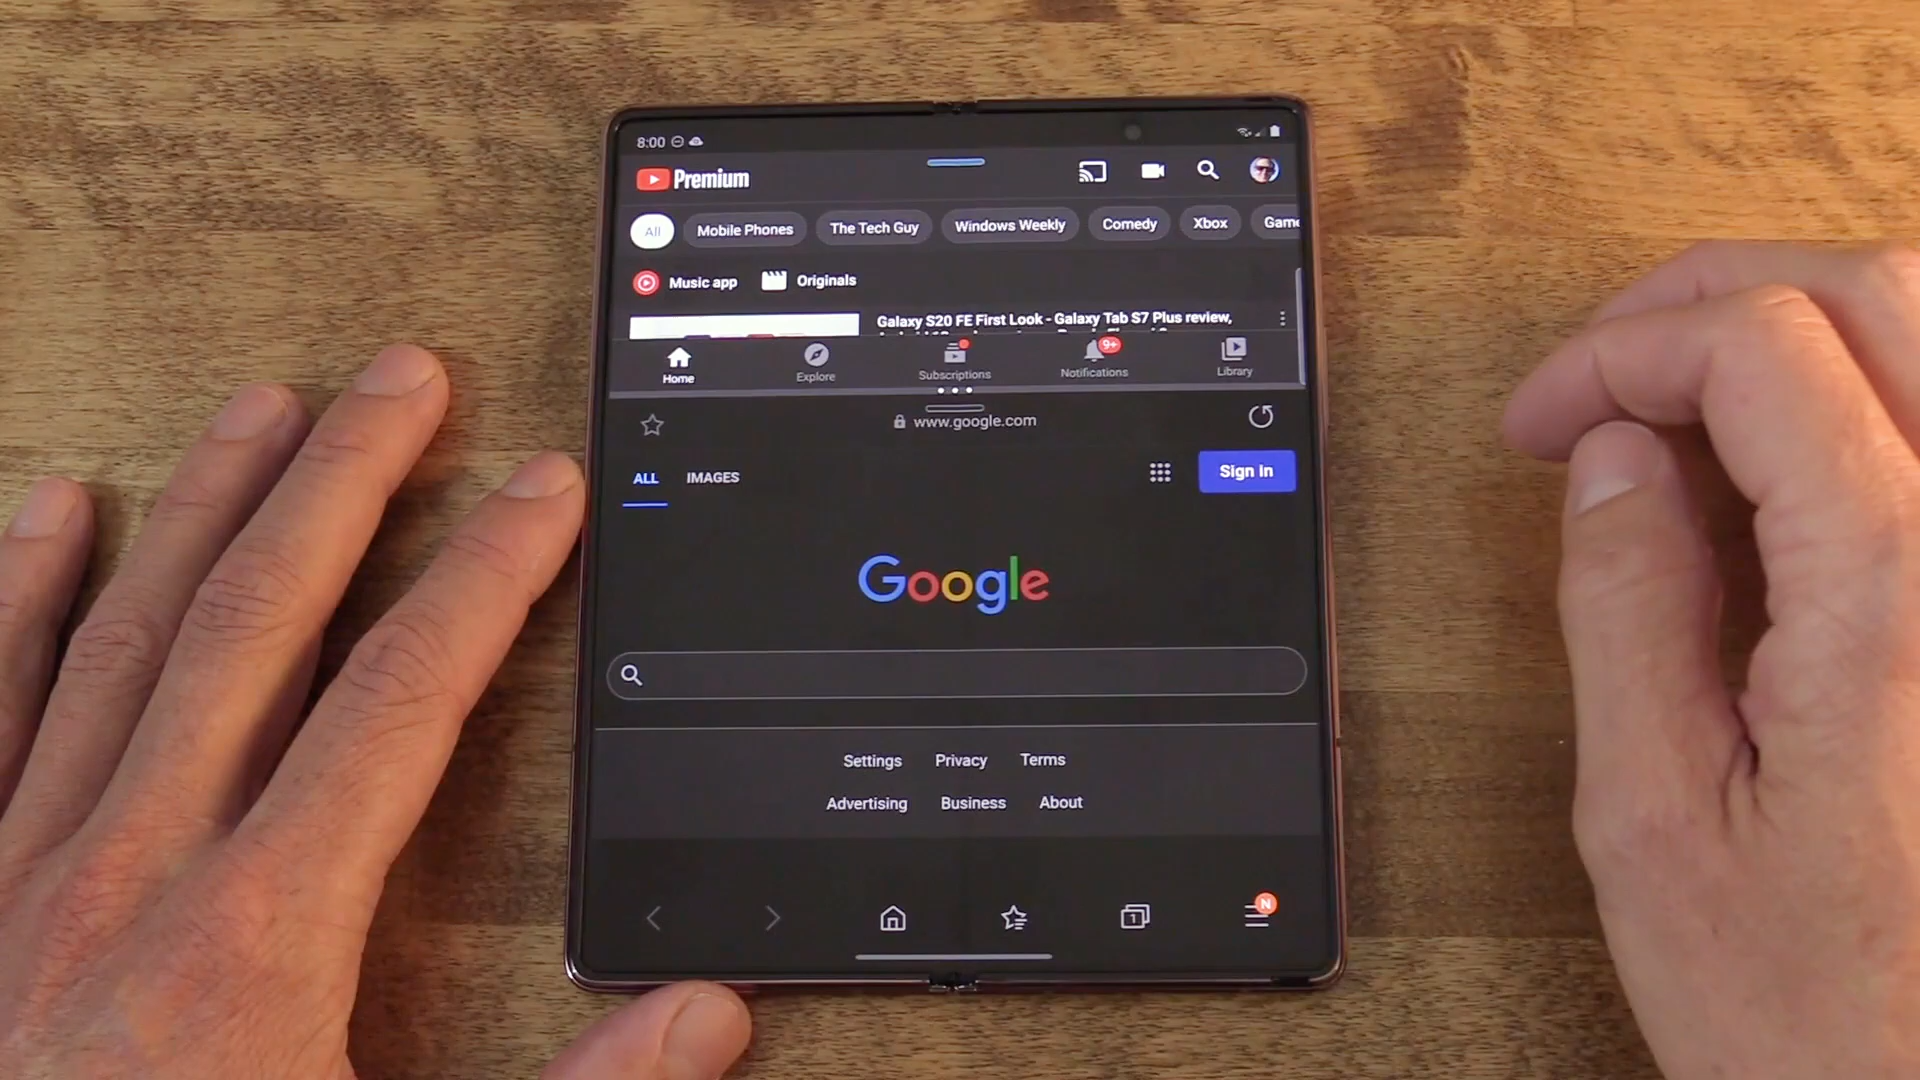 8:00
Premium
All Mobile Phones The Tech Guy Windows Weekly Comedy Xbox Game
Music app Originals
Galaxy S20 FE First Look - Galaxy Tab S7 Plus review,
9+
Home Explore Subscriptions Notifications Library
www.google.com
ALL IMAGES Sign in
Google
Settings Privacy Terms
Advertising Business About
1 N